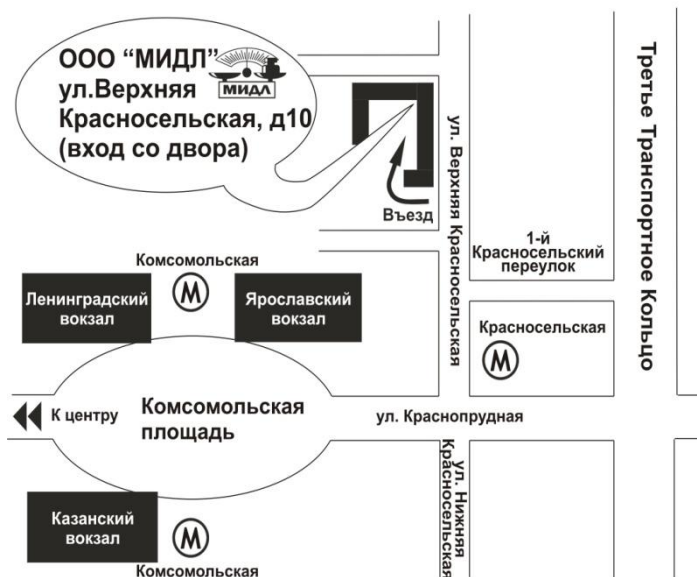 ООО “МИДЛ”
ул.Верхняя
Красносельская, д10
(вход со двора)
МИДЛ
Въезд
ул. Верхняя Красносельская
Третье Транспортное Кольцо
1-й
Красносельский
переулок
Комсомольская
М
Ленинградский
вокзал
Ярославский
вокзал
Красносельская
М
К центру
Комсомольская
площадь
ул. Краснопрудная
ул. Нижняя
Красносельская
Казанский
вокзал
М
Комсомольская